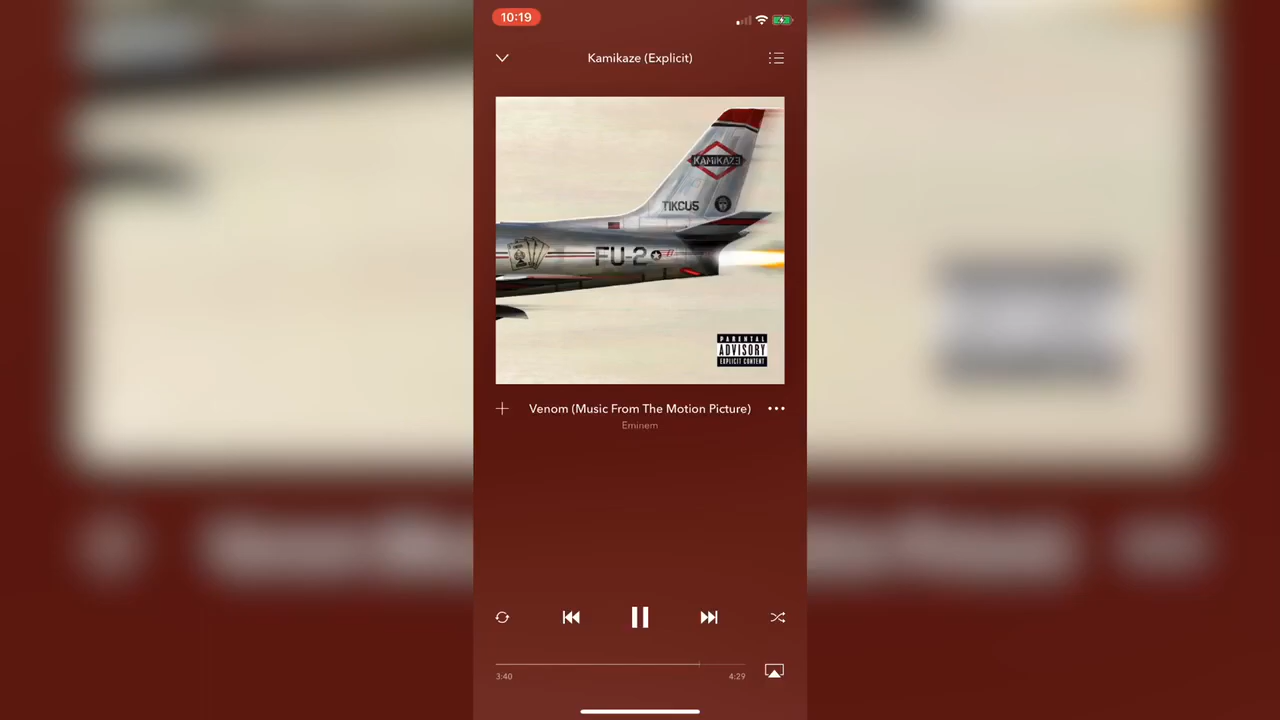 10:19
Kamikaze (Explicit)
KAMIKAZ3
TIKCUS
FU-2
PARENTAL
ADVISORY
EXPLICIT CONTENT
Venom (Music From The Motion Picture)
Eminem
3:40
4:29